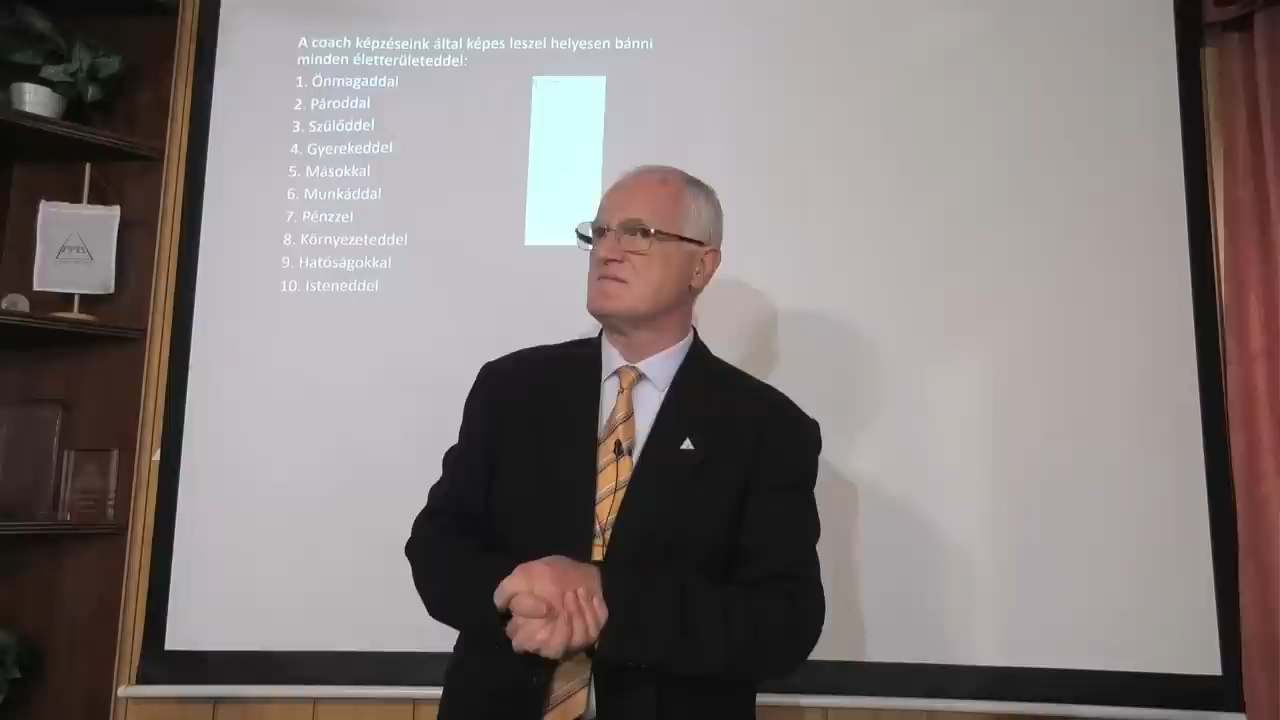 A coach képzéseink által képes leszel helyesen bánni
minden életterületeddel:
1. Önmagaddal
2. Pároddal
3. Szülőddel
4. Gyerekeddel
5. Másokkal
6. Munkáddal
7. Pénzzel
8. Környezeteddel
9. Hatóságokkal
10. Isteneddel